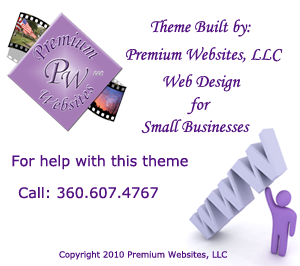 Premium
PW
Websites
Theme Built by:
Premium Websites, LLC
Web Design
for
Small Businesses
For help with this theme
Call: 360.607.4767
WWW
Copyright 2010 Premium Websites, LLC